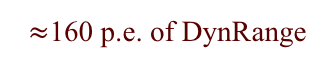 ≈160 p.e. of DynRange